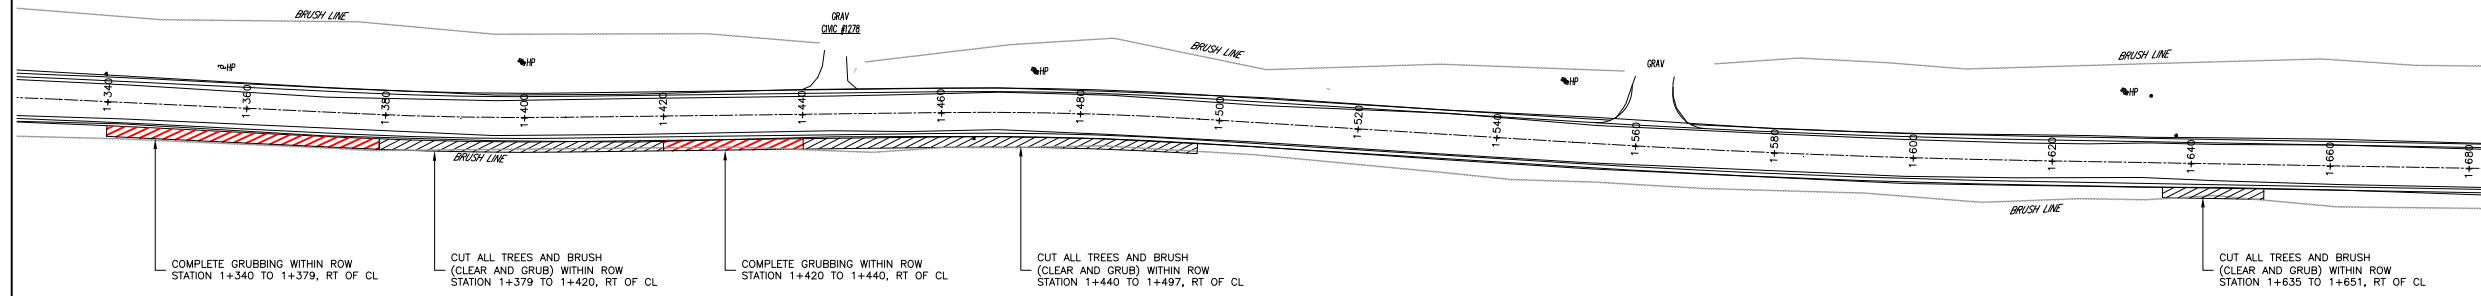 BRUSH LINE
GRAV
CIVIC #1278
BRUSH LINE
GRAV
BRUSH LINE
HP
HP
HP
HP
HP
1+340
1+360
1+380
1+400
1+420
1+440
1+460
1+480
1+500
1+520
1+540
1+560
1+580
1+600
1+620
1+640
1+660
1+680
BRUSH LINE
BRUSH LINE
COMPLETE GRUBBING WITHIN ROW
STATION 1+340 TO 1+379, RT OF CL
CUT ALL TREES AND BRUSH
(CLEAR AND GRUB) WITHIN ROW
STATION 1+379 TO 1+420, RT OF CL
COMPLETE GRUBBING WITHIN ROW
STATION 1+420 TO 1+440, RT OF CL
CUT ALL TREES AND BRUSH
(CLEAR AND GRUB) WITHIN ROW
STATION 1+440 TO 1+497, RT OF CL
CUT ALL TREES AND BRUSH
(CLEAR AND GRUB) WITHIN ROW
STATION 1+635 TO 1+651, RT OF CL